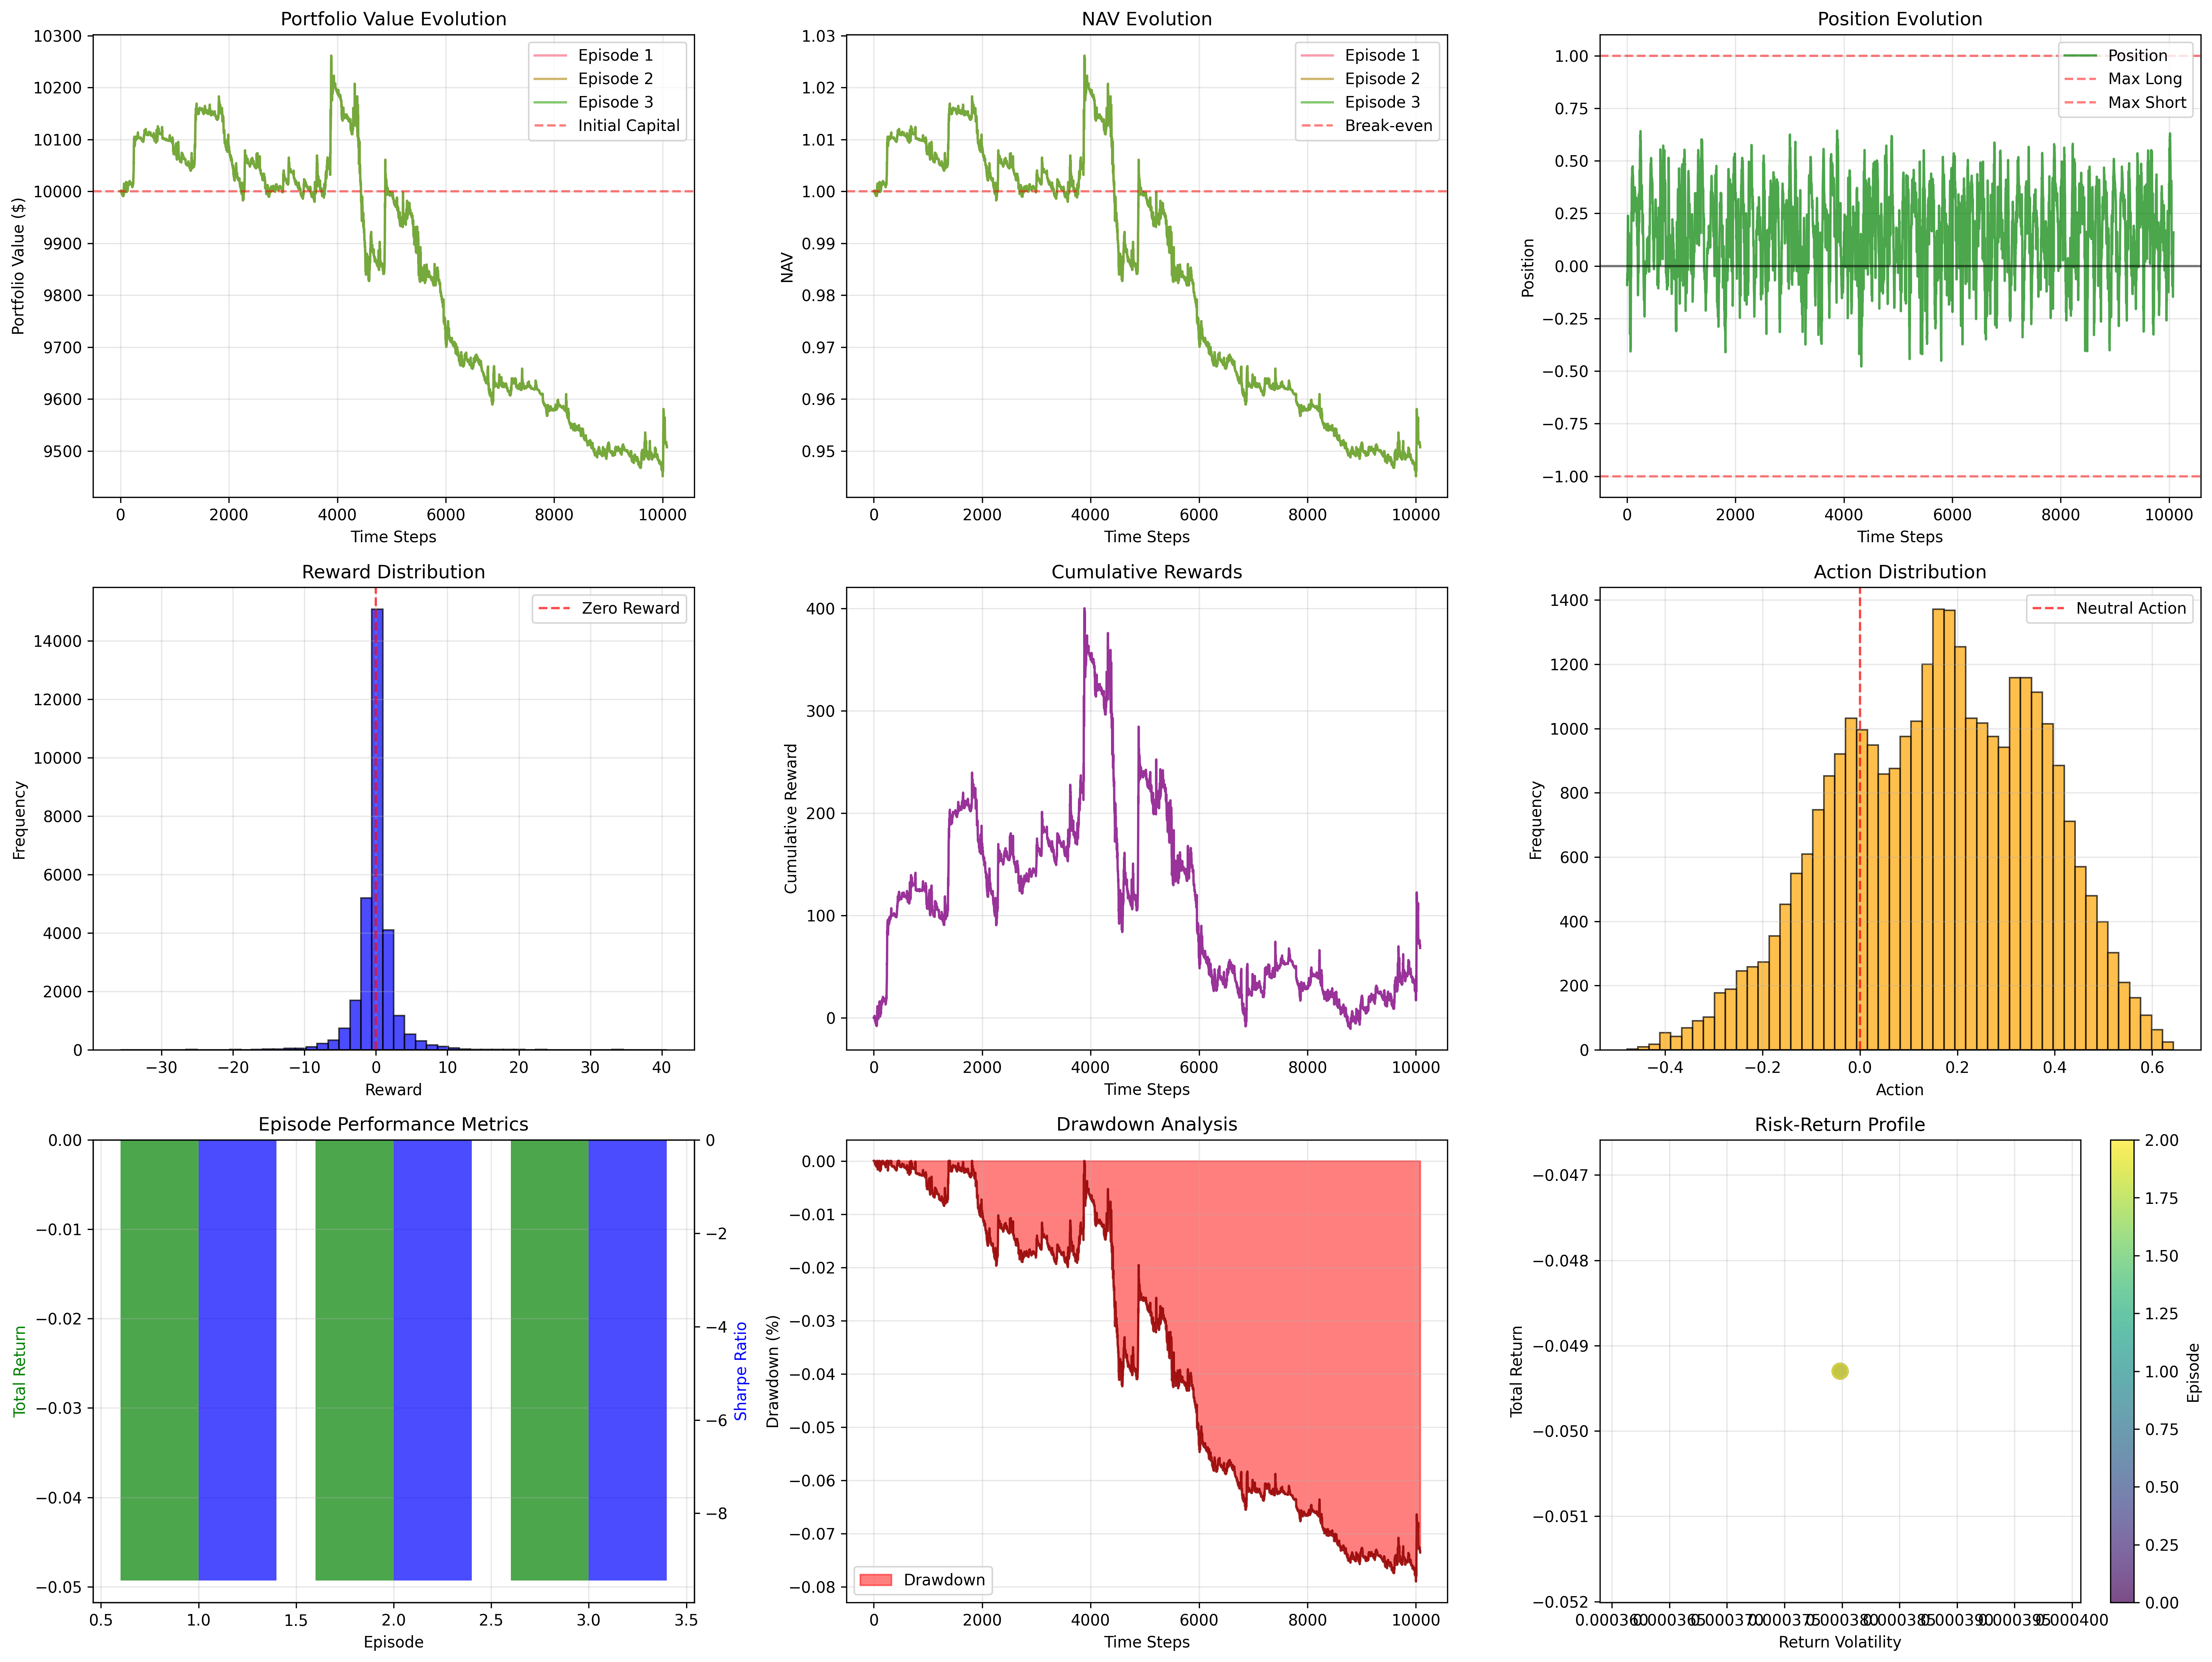 Portfolio Value Evolution
10300
10200
10100
10000
9900
9800
9700
9600
9500
Portfolio Value ($)
Episode 1
Episode 2
Episode 3
Initial Capital
0 2000 4000 6000 8000 10000
Time Steps
NAV Evolution
1.03
1.02
1.01
1.00
0.99
0.98
0.97
0.96
0.95
NAV
Episode 1
Episode 2
Episode 3
Break-even
0 2000 4000 6000 8000 10000
Time Steps
Position Evolution
1.00
0.75
0.50
0.25
0.00
−0.25
−0.50
−0.75
−1.00
Position
Position
Max Long
Max Short
0 2000 4000 6000 8000 10000
Time Steps
Reward Distribution
14000
12000
10000
8000
6000
4000
2000
0
Frequency
Zero Reward
−30 −20 −10 0 10 20 30 40
Reward
Cumulative Rewards
400
300
200
100
0
Cumulative Reward
0 2000 4000 6000 8000 10000
Time Steps
Action Distribution
1400
1200
1000
800
600
400
200
0
Frequency
Neutral Action
−0.4 −0.2 0.0 0.2 0.4 0.6
Action
Episode Performance Metrics
0.00
−0.01
−0.02
−0.03
−0.04
−0.05
Total Return
0
−2
−4
−6
−8
Sharpe Ratio
0.5 1.0 1.5 2.0 2.5 3.0 3.5
Episode
Drawdown Analysis
0.00
−0.01
−0.02
−0.03
−0.04
−0.05
−0.06
−0.07
−0.08
Drawdown (%)
Drawdown
0 2000 4000 6000 8000 10000
Time Steps
Risk-Return Profile
−0.047
−0.048
−0.049
−0.050
−0.051
−0.052
Total Return
Return Volatility
2.00
1.75
1.50
1.25
1.00
0.75
0.50
0.25
0.00
Episode